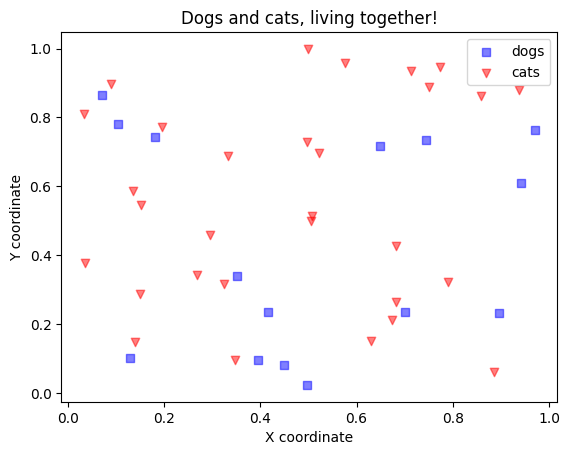 Dogs and cats, living together!
dogs
cats
1.0
0.8
0.6
0.4
0.2
0.0
Y coordinate
0.0 0.2 0.4 0.6 0.8 1.0
X coordinate